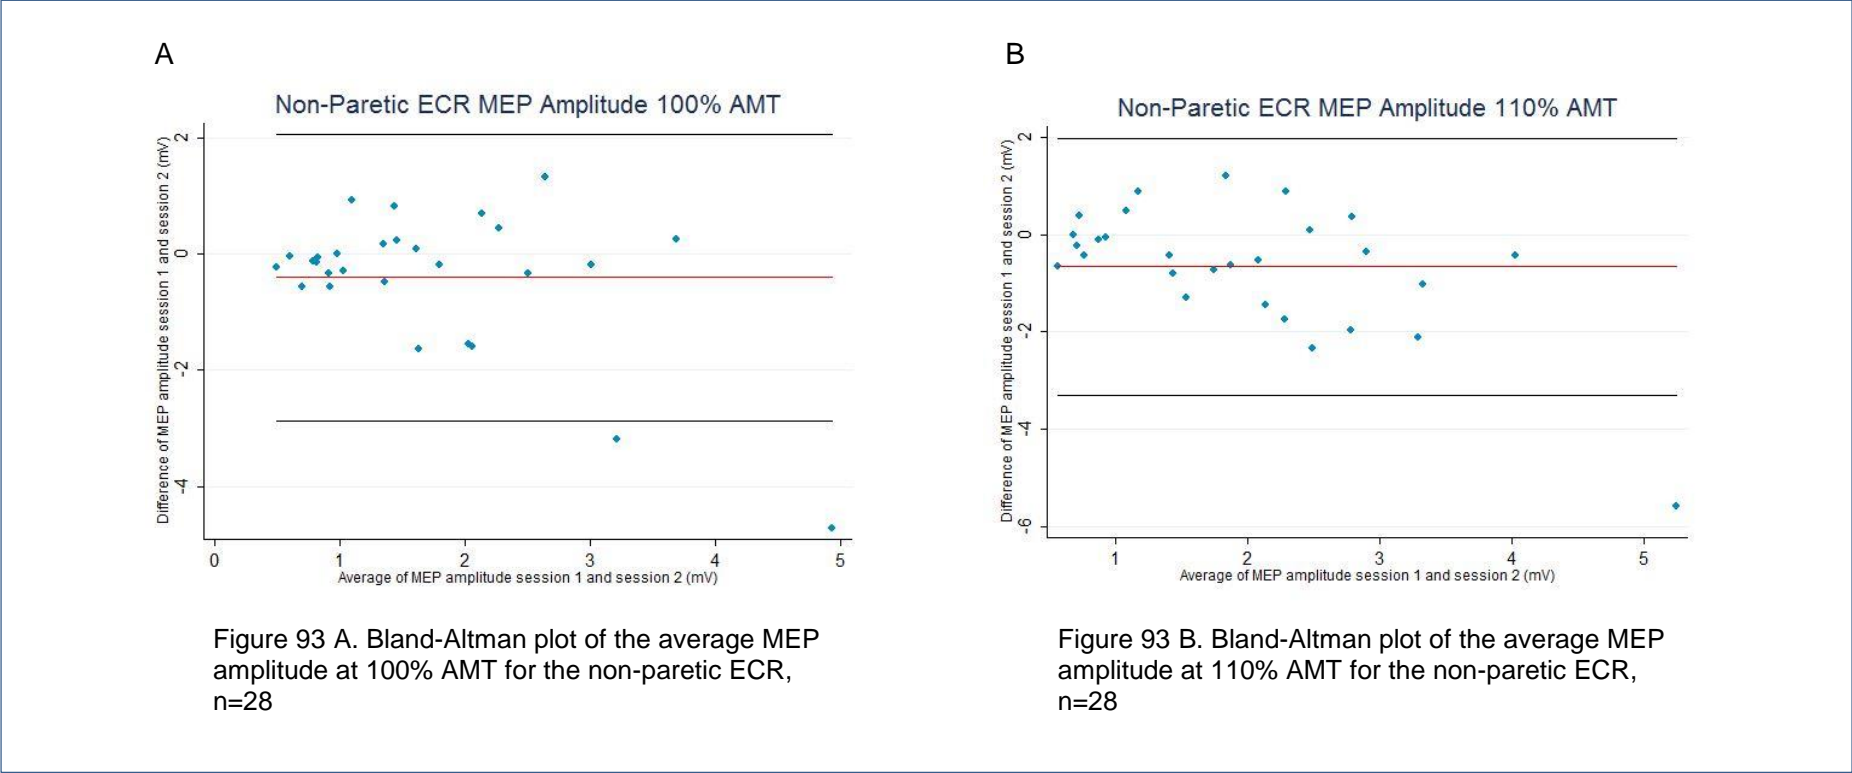 A
Non-Paretic ECR MEP Amplitude 100% AMT
Difference of MEP amplitude session 1 and session 2 (mV)
2
0
-2
-4
0 1 2 3 4 5
Average of MEP amplitude session 1 and session 2 (mV)
Figure 93 A. Bland-Altman plot of the average MEP
amplitude at 100% AMT for the non-paretic ECR,
n=28
B
Non-Paretic ECR MEP Amplitude 110% AMT
Difference of MEP amplitude session 1 and session 2 (mV)
2
0
-2
-4
-6
1 2 3 4 5
Average of MEP amplitude session 1 and session 2 (mV)
Figure 93 B. Bland-Altman plot of the average MEP
amplitude at 110% AMT for the non-paretic ECR,
n=28